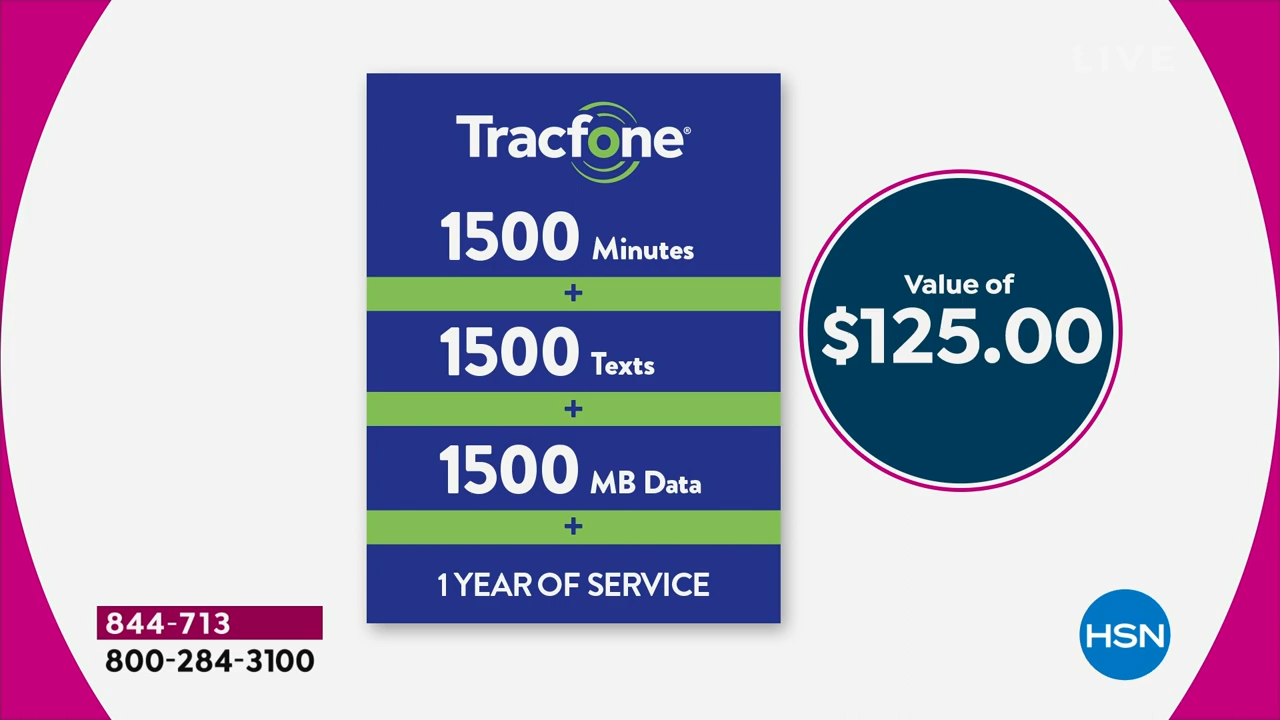 LIVE
Tracfone®
1500 Minutes
+
1500 Texts
+
1500 MB Data
+
1 YEAR OF SERVICE
Value of
$125.00
844-713
800-284-3100
HSN